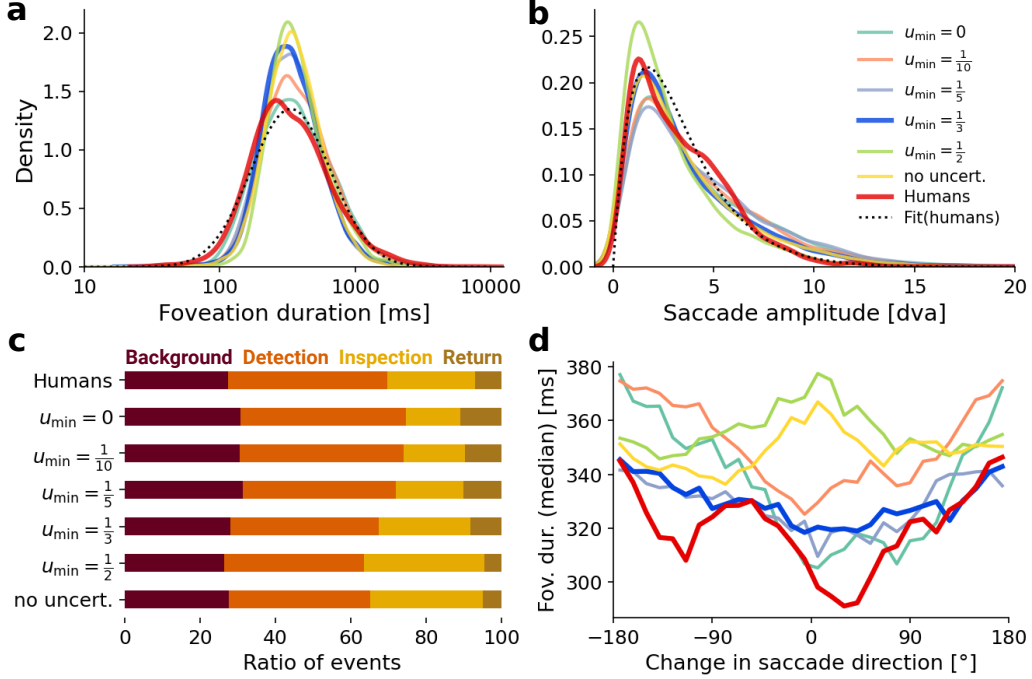 a
2.0
1.5
1.0
0.5
0.0
Density
10 100 1000 10000
Foveation duration [ms]
b
0.25
0.20
0.15
0.10
0.05
0.00
0 5 10 15 20
Saccade amplitude [dva]
u_min = 0
u_min = 1/10
u_min = 1/5
u_min = 1/3
u_min = 1/2
no uncert.
Humans
Fit(humans)
c
Background Detection Inspection Return
Humans
u_min = 0
u_min = 1/10
u_min = 1/5
u_min = 1/3
u_min = 1/2
no uncert.
0 20 40 60 80 100
Ratio of events
d
380
360
340
320
300
Fov. dur. (median) [ms]
−180 −90 0 90 180
Change in saccade direction [°]